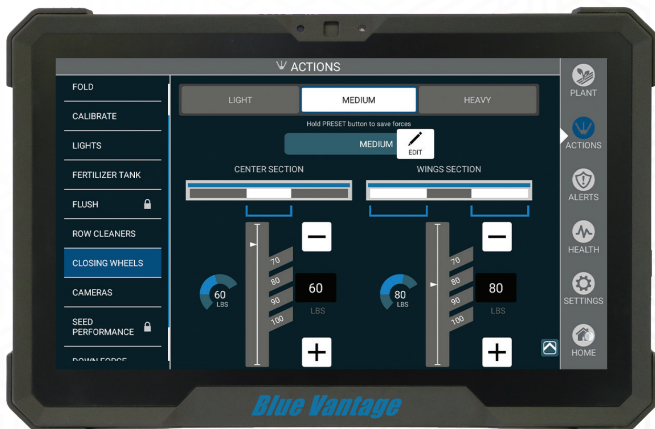 ACTIONS
FOLD
CALIBRATE
LIGHTS
FERTILIZER TANK
FLUSH
ROW CLEANERS
CLOSING WHEELS
CAMERAS
SEED
PERFORMANCE
DOWN FORCE
LIGHT
MEDIUM
HEAVY
Hold PRESET button to save forces
MEDIUM
EDIT
CENTER SECTION
WINGS SECTION
60
LBS
70
80
90
100
60
LBS
80
LBS
70
80
90
100
80
LBS
PLANT
ACTIONS
ALERTS
HEALTH
SETTINGS
HOME
Blue Vantage